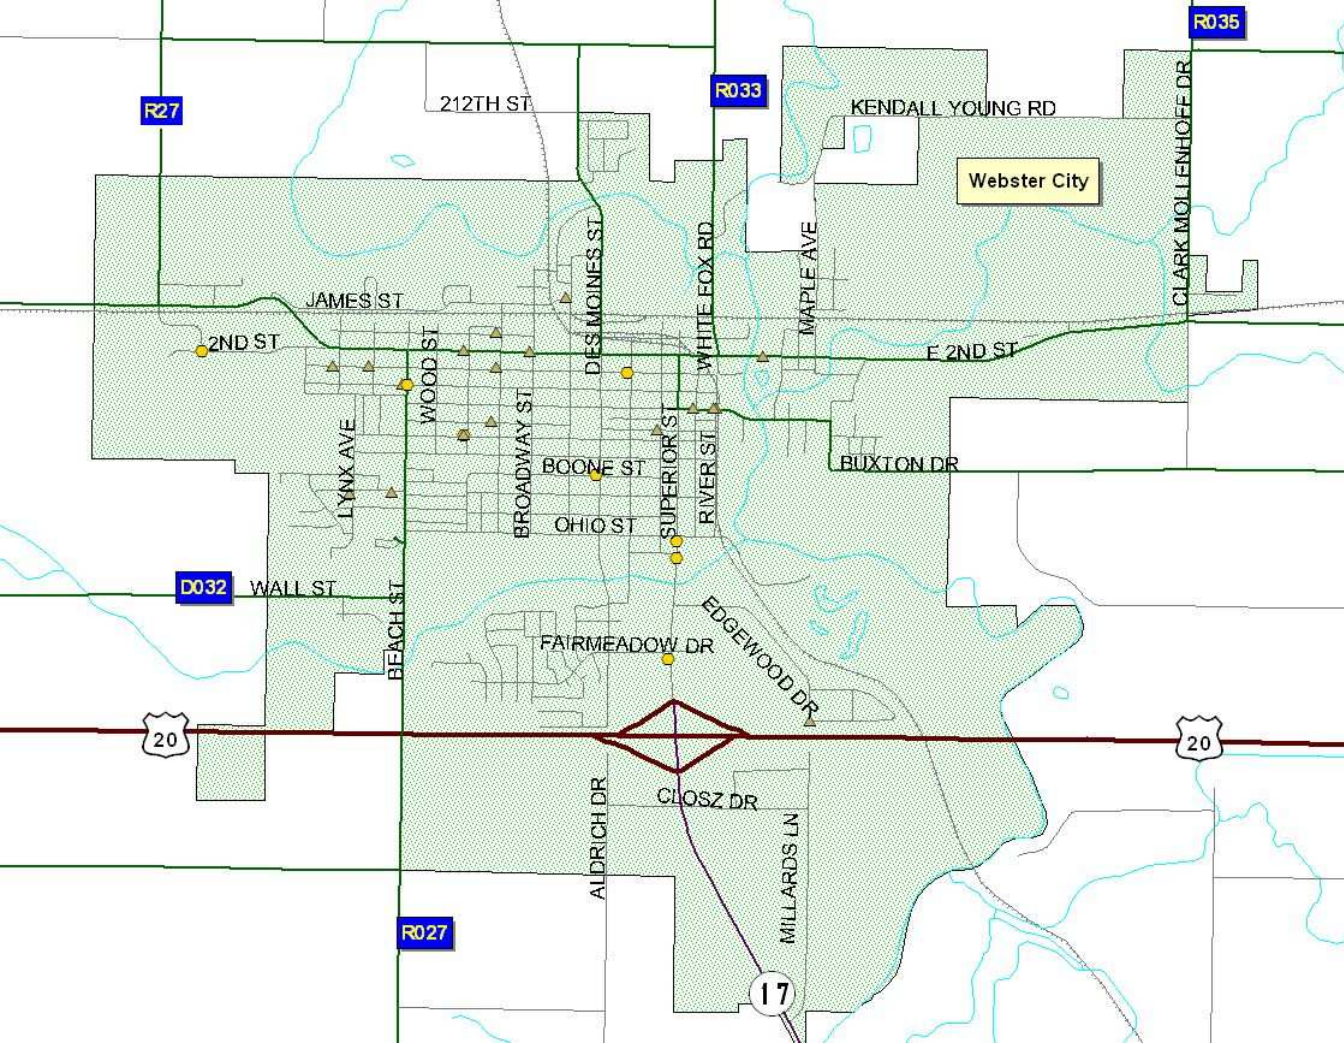 R035
R27
R033
212TH ST
KENDALL YOUNG RD
CLARK MOLLENHOFF DR
Webster City
DES MOINES ST
WHITE FOX RD
MAPLE AVE
JAMES ST
2ND ST
WOOD ST
E 2ND ST
BROADWAY ST
LYNX AVE
SUPERIOR ST
RIVER ST
BOONE ST
BUXTON DR
OHIO ST
D032
WALL ST
BEACH ST
EDGEWOOD DR
FAIRMEADOW DR
20
20
CLOSZ DR
ALDRICH DR
MILLARDS LN
R027
17